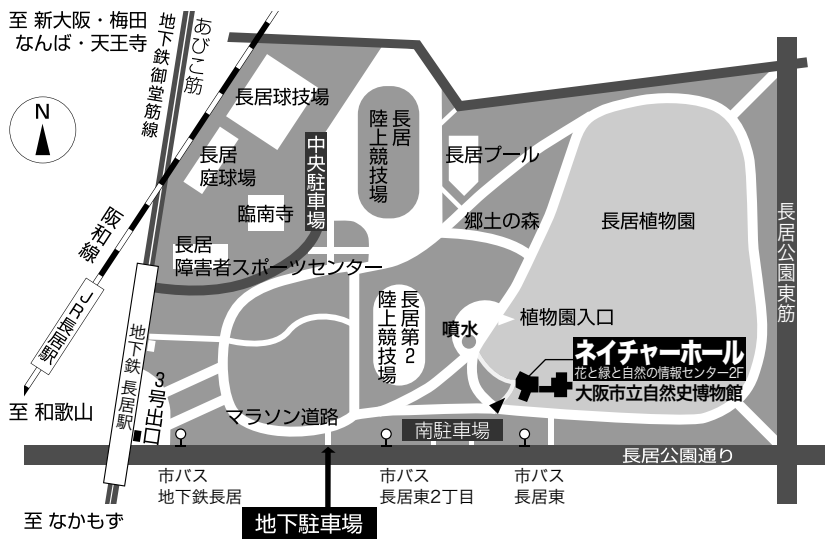 至 新大阪・梅田
なんば・天王寺
地下鉄御堂筋線
あびこ筋
N
長居球技場
長居
庭球場
中央駐車場
長居
陸上競技場
長居プール
臨南寺
郷土の森
長居植物園
長居公園東筋
阪和線
長居
障害者スポーツセンター
JR長居駅
長居第2
陸上競技場
噴水
植物園入口
ネイチャーホール
花と緑と自然の情報センター2F
大阪市立自然史博物館
地下鉄 長居駅
3号出口
至 和歌山
マラソン道路
南駐車場
長居公園通り
市バス
地下鉄長居
市バス
長居東2丁目
市バス
長居東
至 なかもず
地下駐車場